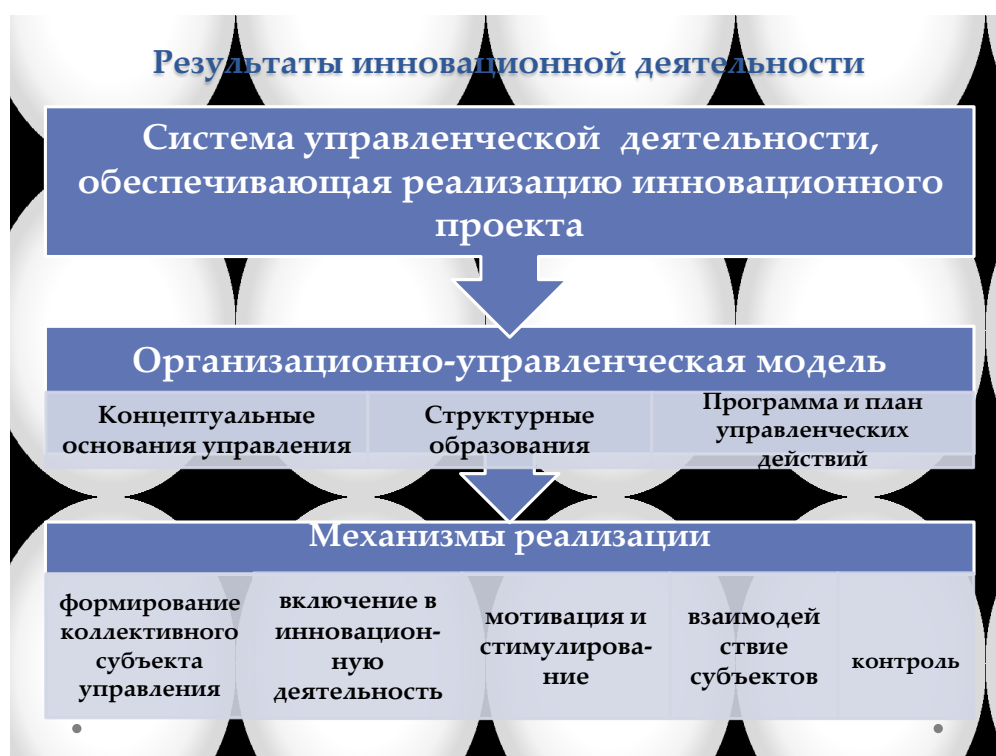 Результаты инновационной деятельности
Система управленческой деятельности,
обеспечивающая реализацию инновационного
проекта
Организационно-управленческая модель
Концептуальные
основания управления
Структурные
образования
Программа и план
управленческих
действий
Механизмы реализации
формирование
коллективного
субъекта
управления
включение в
инновацион-
ную
деятельность
мотивация и
стимулирова-
ние
взаимодей
ствие
субъектов
контроль